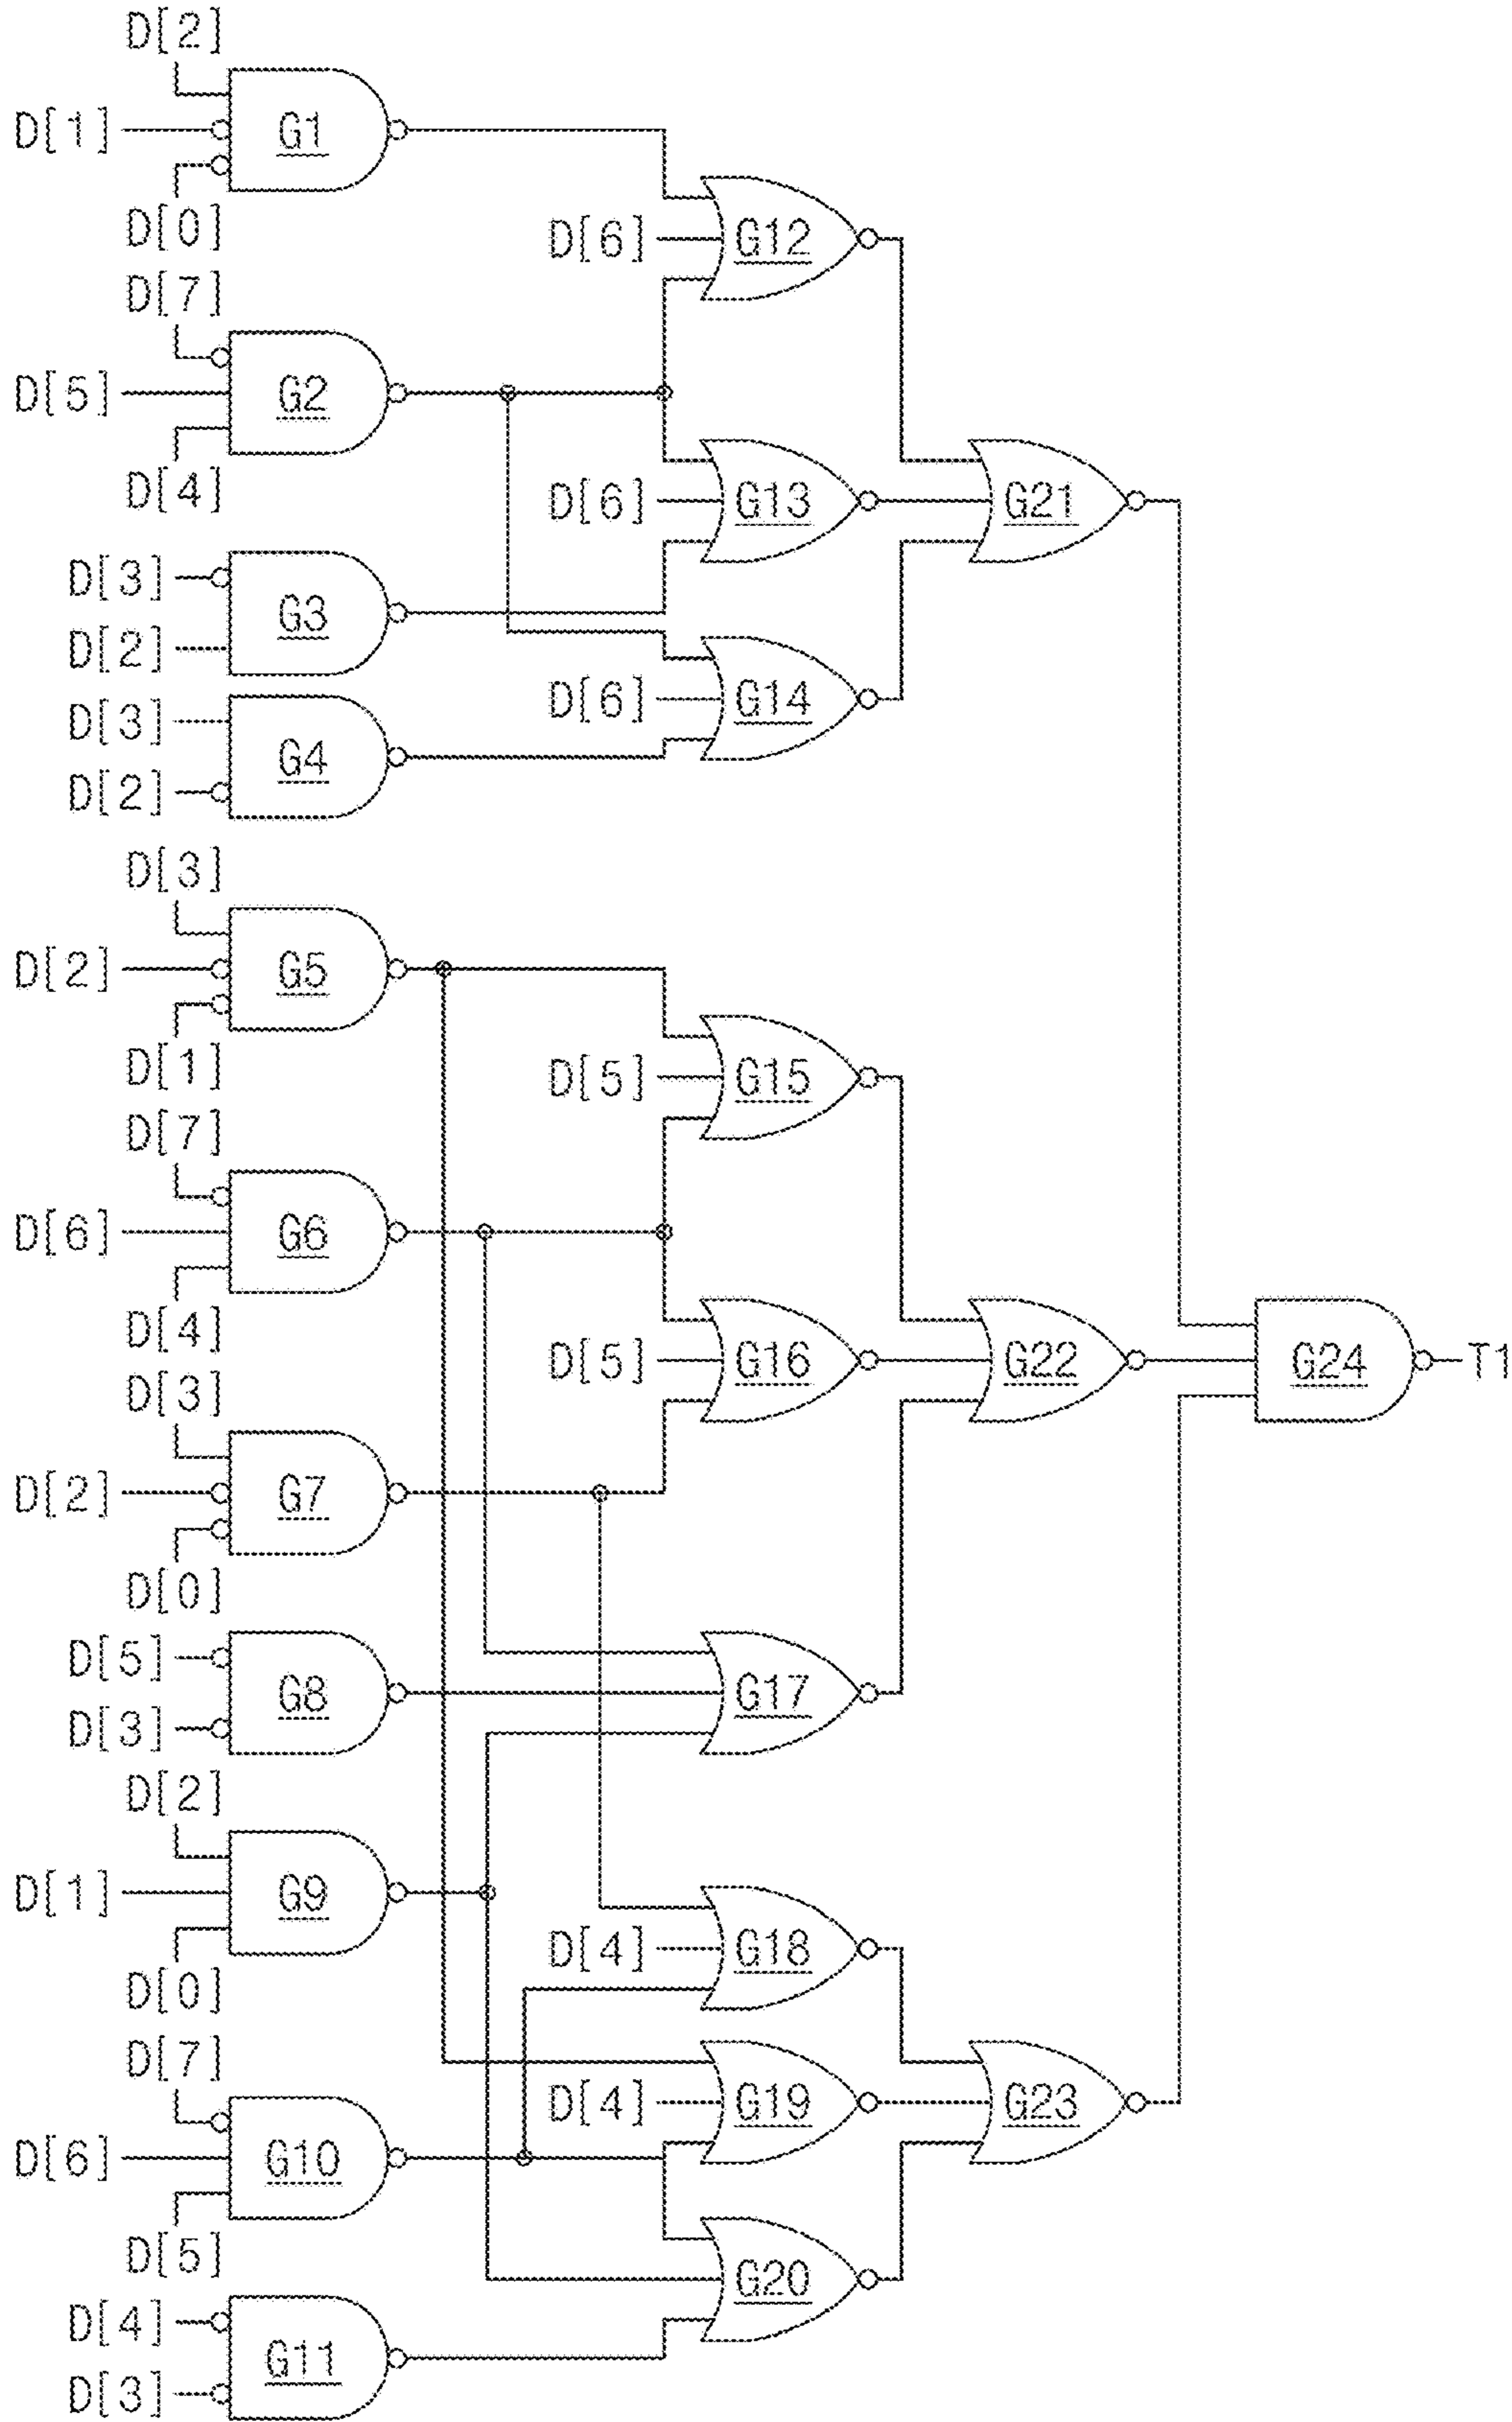 D[2]
D[1]
G1
D[0]
D[6]
G12
D[7]
D[5]
G2
D[4]
D[6]
G13
G21
D[3]
G3
D[2]
D[6]
G14
D[3]
G4
D[2]
D[3]
D[2]
G5
D[1]
D[5]
G15
D[7]
D[6]
G6
D[4]
D[5]
G16
G22
G24
T1
D[3]
D[2]
G7
D[0]
D[5]
G8
D[3]
G17
D[2]
D[1]
G9
D[0]
D[4]
G18
D[7]
D[4]
G19
G23
D[6]
G10
D[5]
G20
D[4]
G11
D[3]